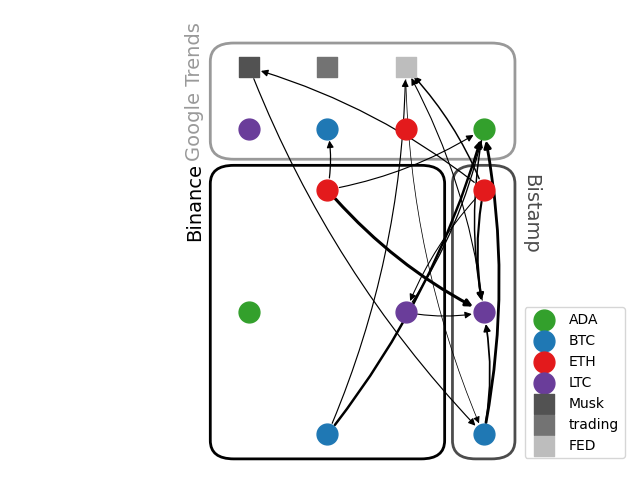 Google Trends
Binance
Bistamp
ADA
BTC
ETH
LTC
Musk
trading
FED